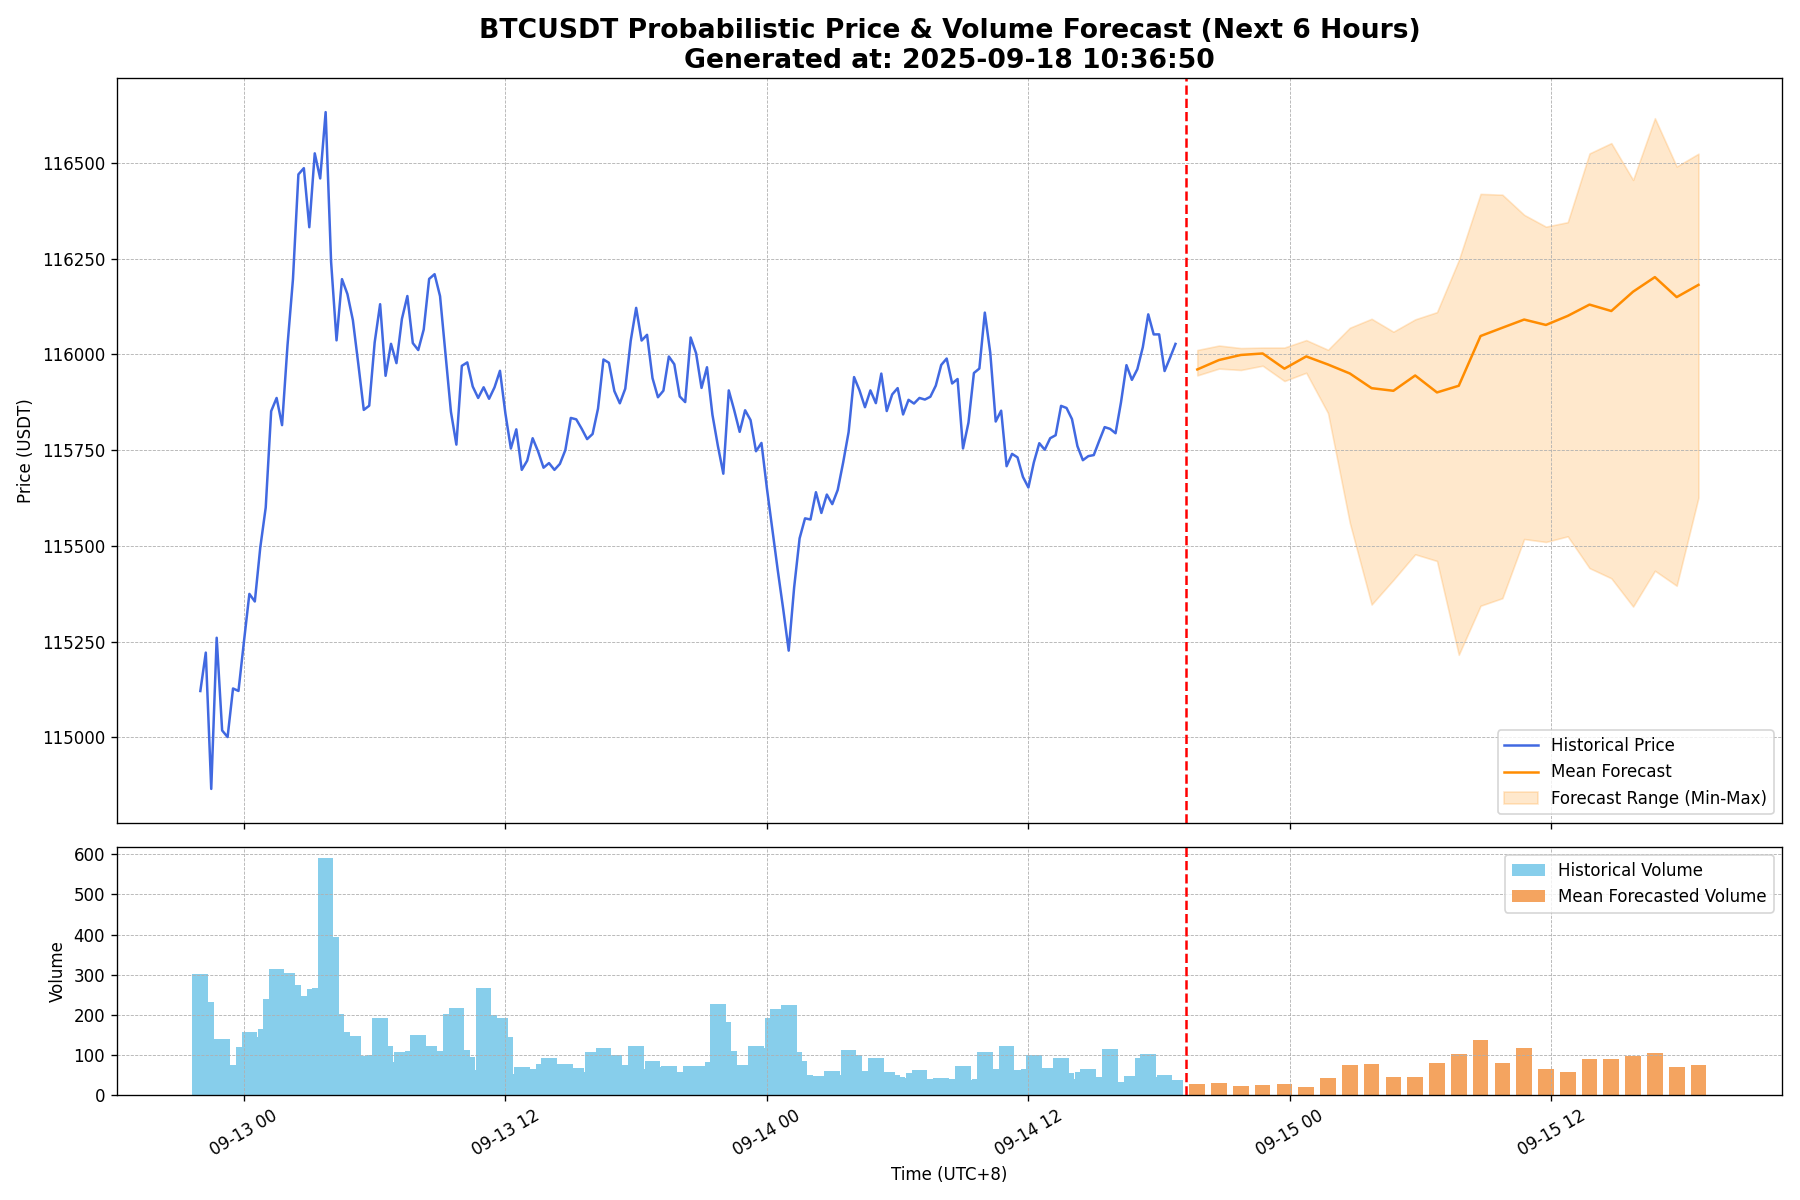 BTCUSDT Probabilistic Price & Volume Forecast (Next 6 Hours)
Generated at: 2025-09-18 10:36:50
Price (USDT)
116500
116250
116000
115750
115500
115250
115000
Historical Price
Mean Forecast
Forecast Range (Min-Max)
Volume
600
500
400
300
200
100
0
Historical Volume
Mean Forecasted Volume
09-13 00
09-13 12
09-14 00
09-14 12
09-15 00
09-15 12
Time (UTC+8)